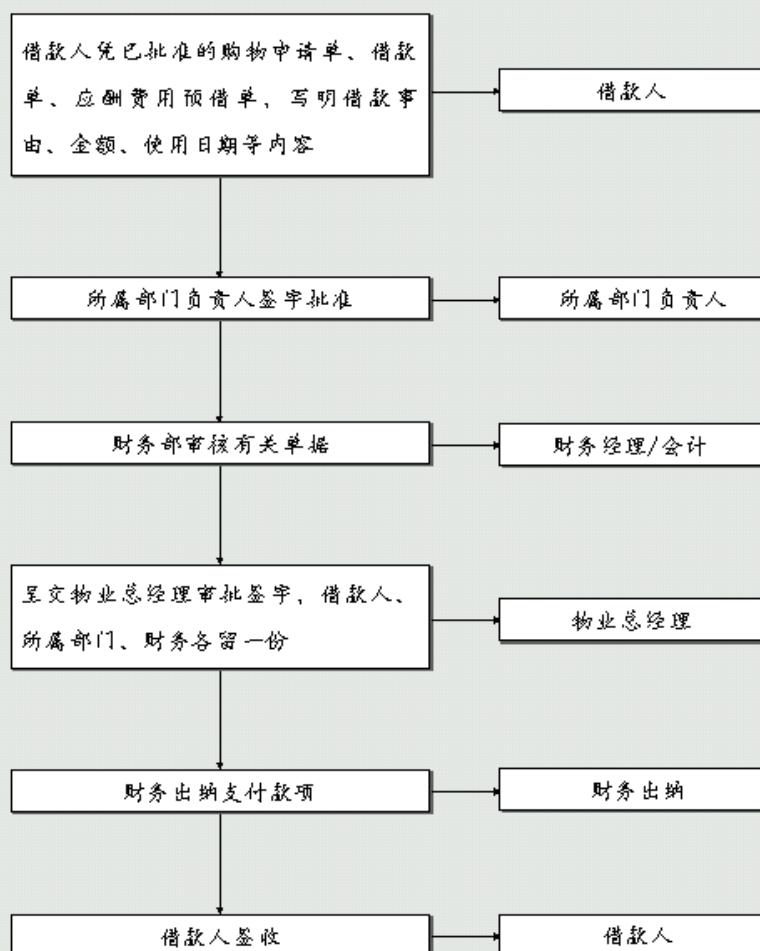 借款人凭已批准的购物申请单、借款
单、应酬费用预借单，写明借款事
由、金额、使用日期等内容
借款人
所属部门负责人签字批准
所属部门负责人
财务部审核有关单据
财务经理/会计
呈交物业总经理审批签字，借款人、
所属部门、财务各留一份
物业总经理
财务出纳支付款项
财务出纳
借款人签收
借款人